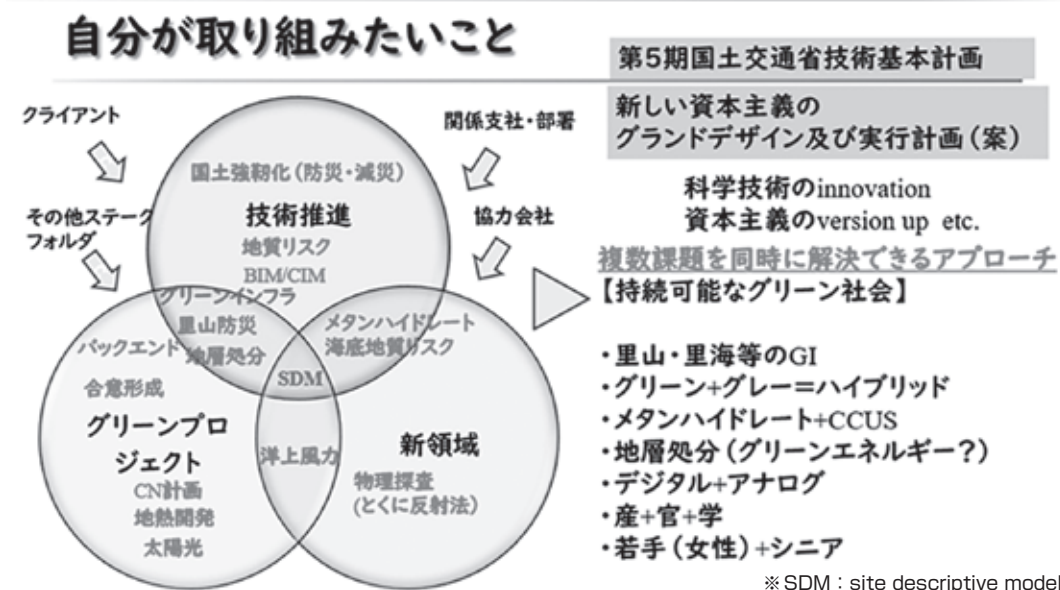 自分が取り組みたいこと
第5期国土交通省技術基本計画
新しい資本主義の
グランドデザイン及び実行計画（案）
クライアント
関係支社・部署
その他ステーク
フォルダ
協力会社
国土強靭化（防災・減災）
技術推進
地質リスク
BIM/CIM
グリーンインフラ
里山防災
地層処分
メタンハイドレート
海底地質リスク
SDM
バックエンド
合意形成
グリーンプロ
ジェクト
CN計画
地熱開発
太陽光
洋上風力
新領域
物理探査
(とくに反射法)
科学技術のinnovation
資本主義のversion up etc.
複数課題を同時に解決できるアプローチ
【持続可能なグリーン社会】
・里山・里海等のGI
・グリーン+グレー＝ハイブリッド
・メタンハイドレート+CCUS
・地層処分（グリーンエネルギー？）
・デジタル+アナログ
・産+官+学
・若手（女性）+シニア
※SDM：site descriptive model